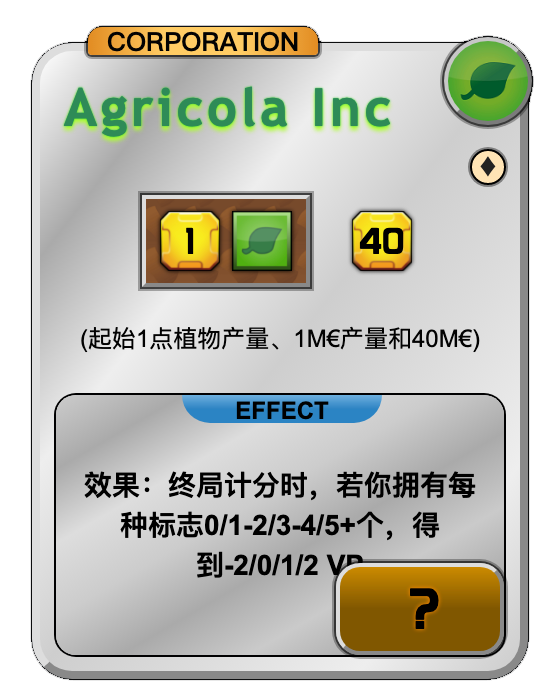 CORPORATION
Agricola Inc
1
40
(起始1点植物产量、1M€产量和40M€)
EFFECT
效果：终局计分时，若你拥有每
种标志0/1-2/3-4/5+个，得
到-2/0/1/2 VP
?